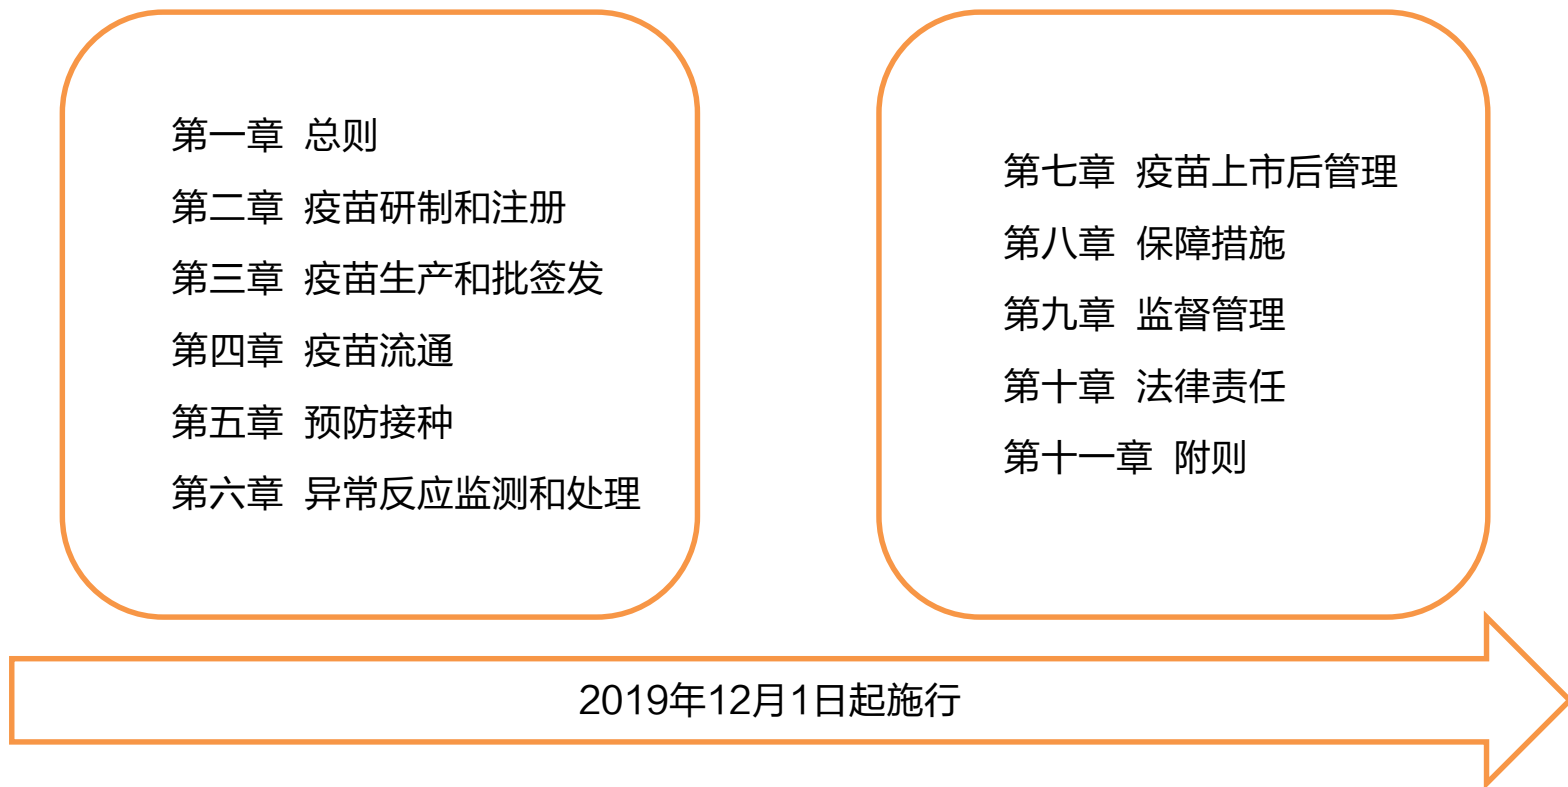 第一章 总则
第二章 疫苗研制和注册
第三章 疫苗生产和批签发
第四章 疫苗流通
第五章 预防接种
第六章 异常反应监测和处理
第七章 疫苗上市后管理
第八章 保障措施
第九章 监督管理
第十章 法律责任
第十一章 附则
2019年12月1日起施行